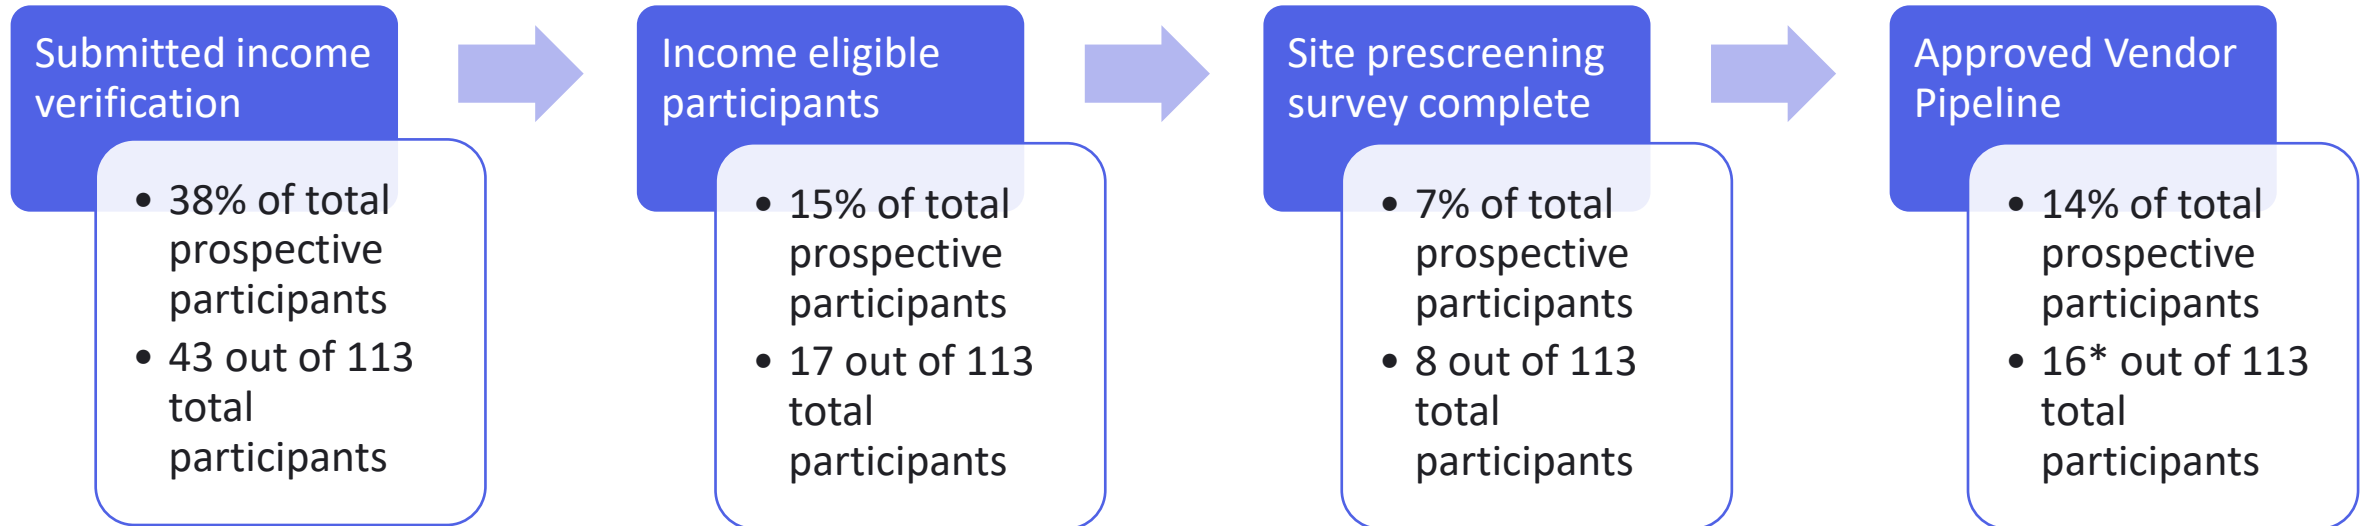 Submitted income
verification
• 38% of total
prospective
participants
• 43 out of 113
total
participants
Income eligible
participants
• 15% of total
prospective
participants
• 17 out of 113
total
participants
Site prescreening
survey complete
• 7% of total
prospective
participants
• 8 out of 113
total
participants
Approved Vendor
Pipeline
• 14% of total
prospective
participants
• 16* out of 113
total
participants